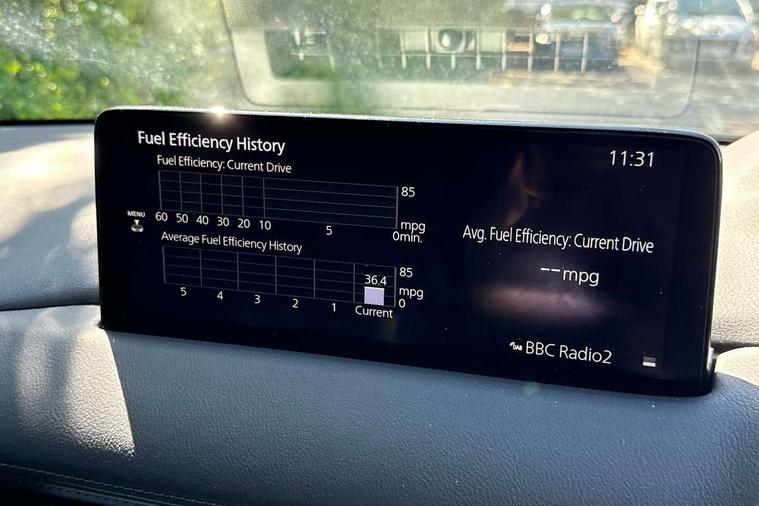 Fuel Efficiency History
11:31
Fuel Efficiency: Current Drive
85
MENU
60 50 40 30 20 10 5 0min.
mpg
Avg. Fuel Efficiency: Current Drive
--mpg
Average Fuel Efficiency History
36.4
85
mpg
0
5 4 3 2 1 Current
DAB BBC Radio2